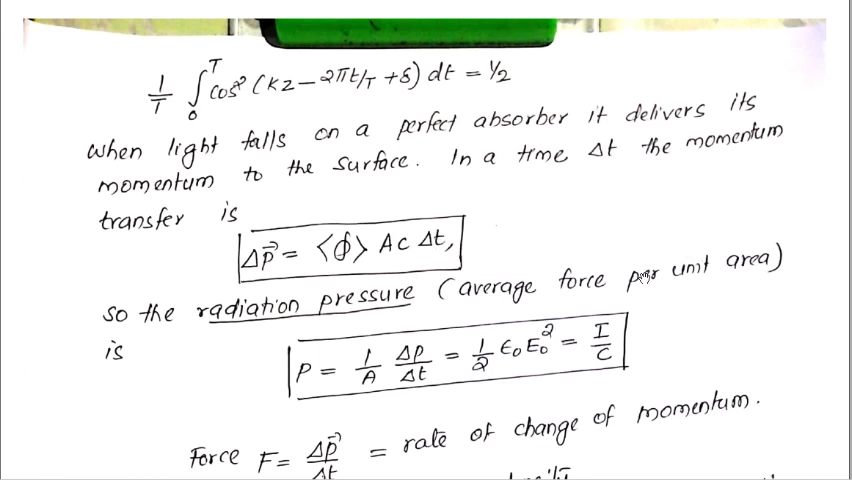 1/T ∫₀ᵀ cos² (kz − 2πt/T + δ) dt = 1/2
when light falls on a perfect absorber it delivers its
momentum to the surface. In a time Δt the momentum
transfer is
Δp⃗ = <ϕ> Ac Δt,
so the radiation pressure (average force per unit area)
is
P = 1/A Δp/Δt = 1/2 ϵ₀ E₀² = I/c
Force F = Δp⃗/Δt = rate of change of momentum.